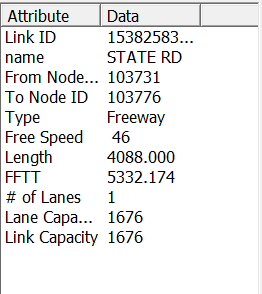 Attribute Data
Link ID 15382583...
name STATE RD
From Node... 103731
To Node ID 103776
Type Freeway
Free Speed 46
Length 4088.000
FFTT 5332.174
# of Lanes 1
Lane Capa... 1676
Link Capacity 1676